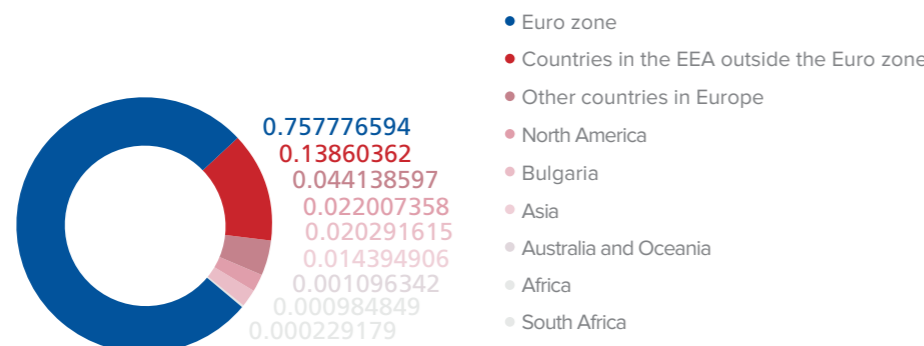 0.757776594
0.13860362
0.044138597
0.022007358
0.020291615
0.014394906
0.001096342
0.000984849
0.000229179
Euro zone
Countries in the EEA outside the Euro zone
Other countries in Europe
North America
Bulgaria
Asia
Australia and Oceania
Africa
South Africa